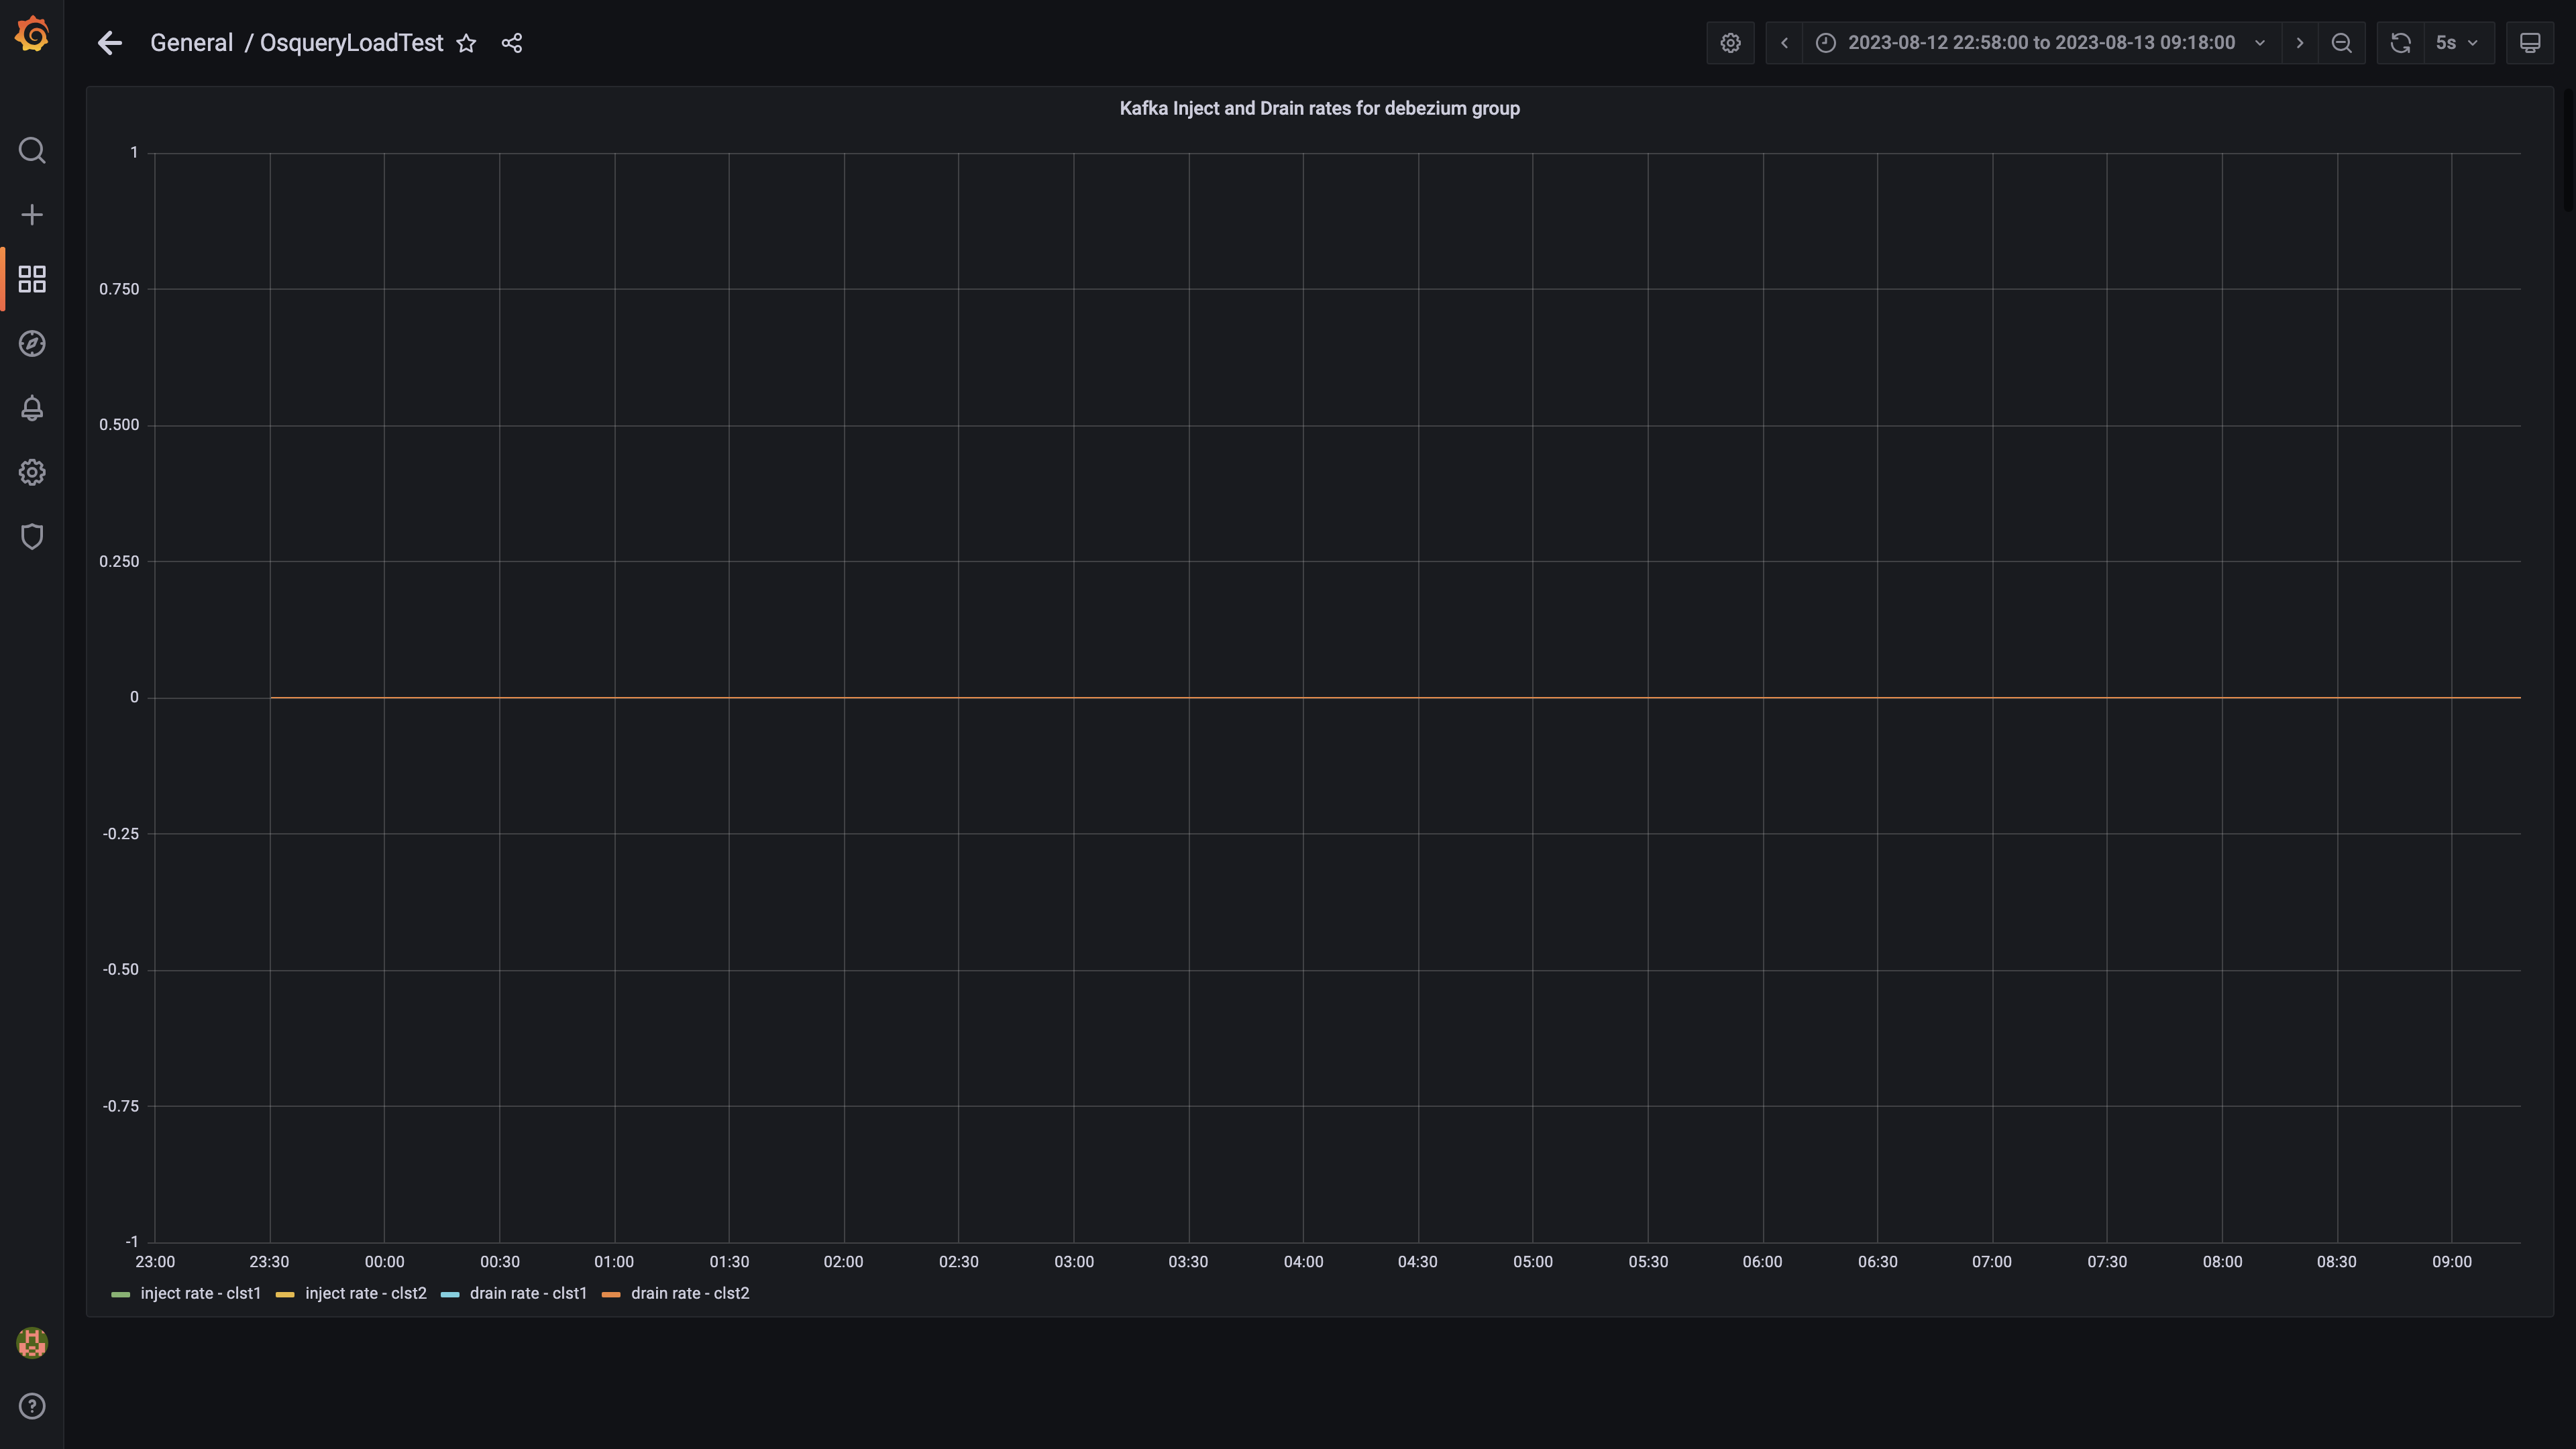 General / OsqueryLoadTest
2023-08-12 22:58:00 to 2023-08-13 09:18:00
5s
Kafka Inject and Drain rates for debezium group
1
0.750
0.500
0.250
0
-0.25
-0.50
-0.75
-1
23:00 23:30 00:00 00:30 01:00 01:30 02:00 02:30 03:00 03:30 04:00 04:30 05:00 05:30 06:00 06:30 07:00 07:30 08:00 08:30 09:00
inject rate - clst1 inject rate - clst2 drain rate - clst1 drain rate - clst2